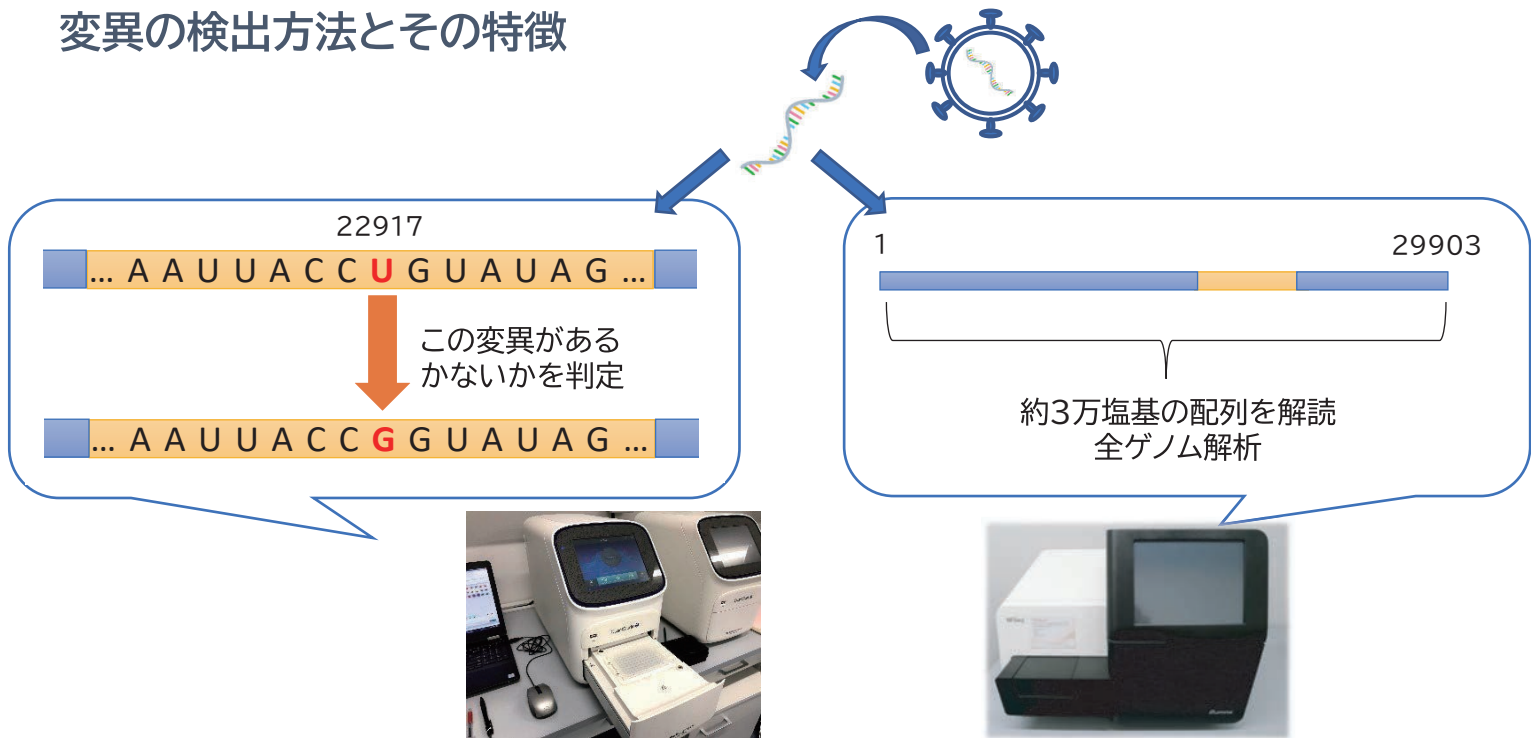 変異の検出方法とその特徴
22917
... A A U U A C C U G U A U A G ...
この変異がある
かないかを判定
... A A U U A C C G G U A U A G ...
1
29903
約3万塩基の配列を解読
全ゲノム解析